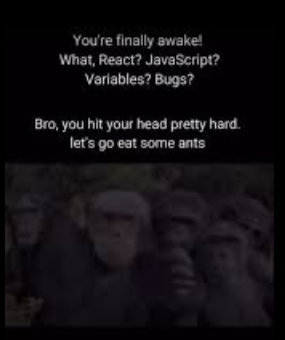 You're finally awake!
What, React? JavaScript?
Variables? Bugs?
Bro, you hit your head pretty hard.
let's go eat some ants